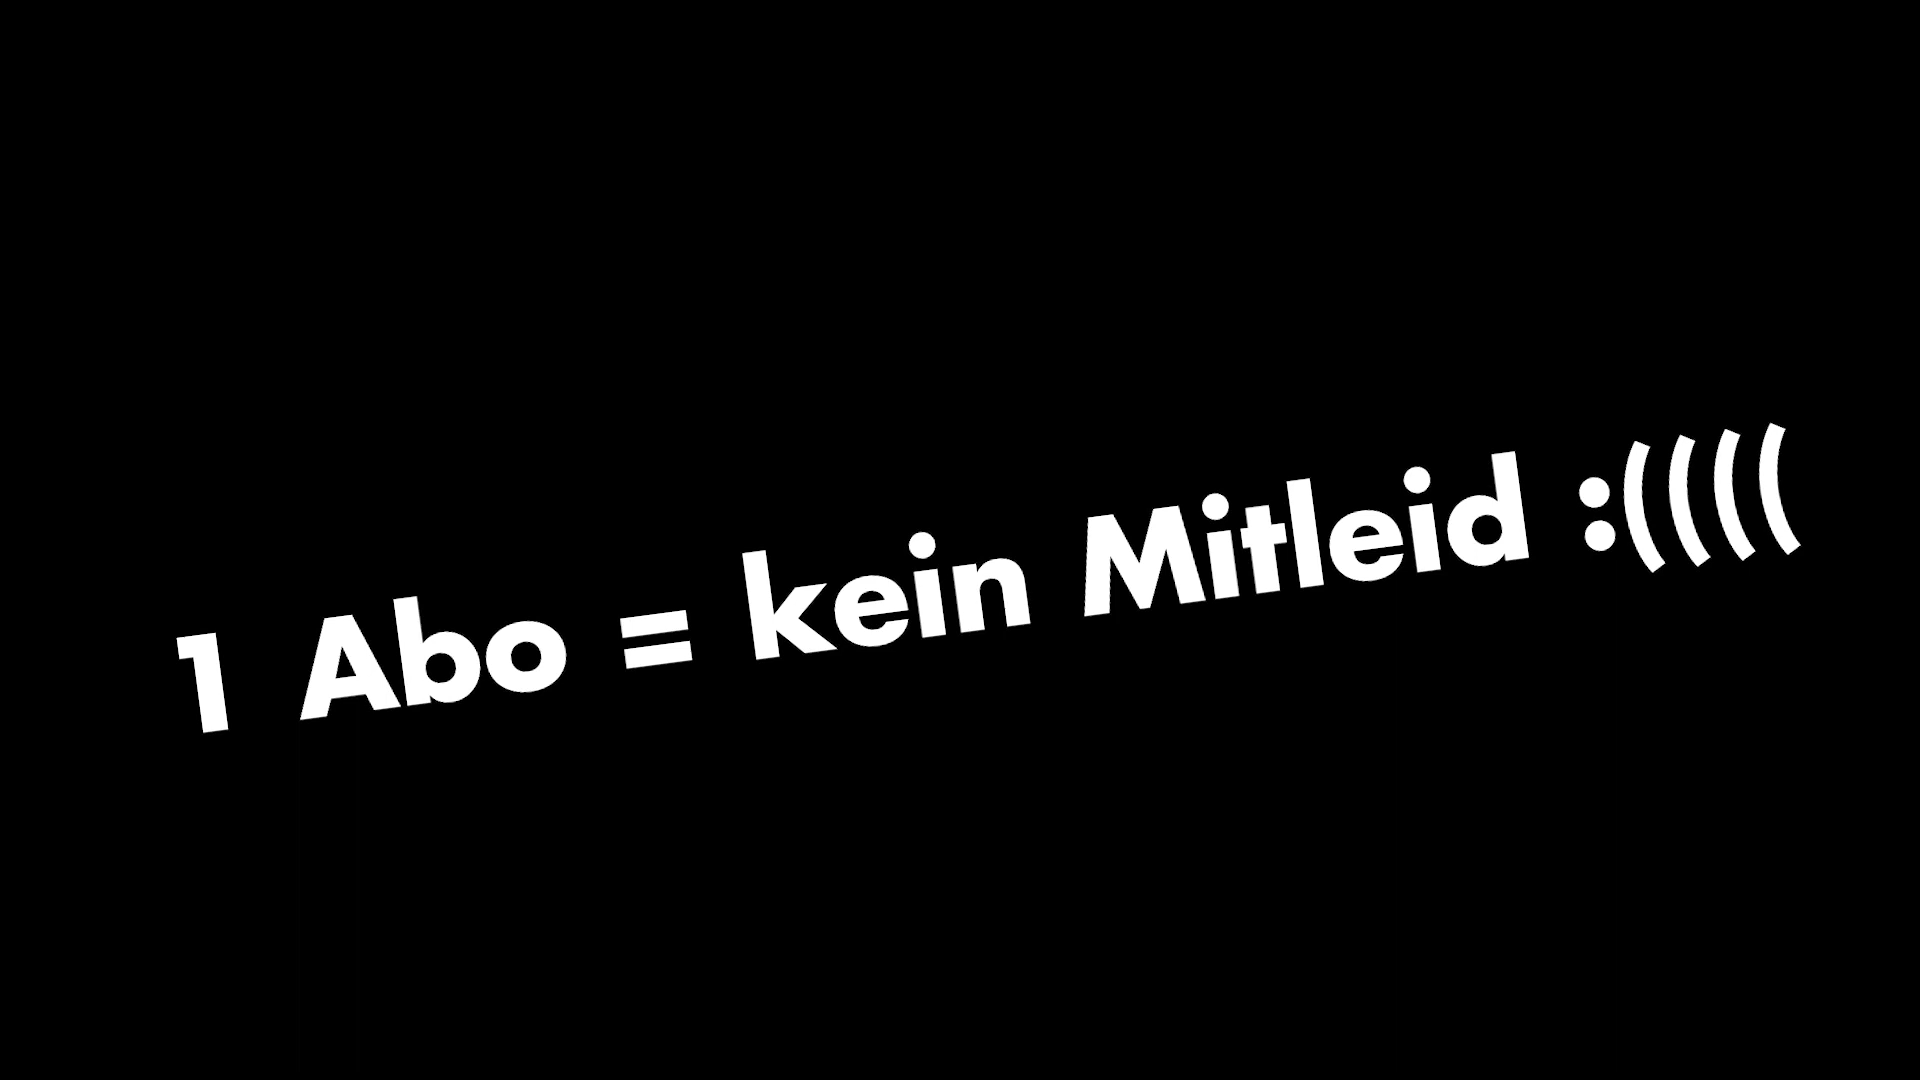 1 Abo = kein Mitleid :((((